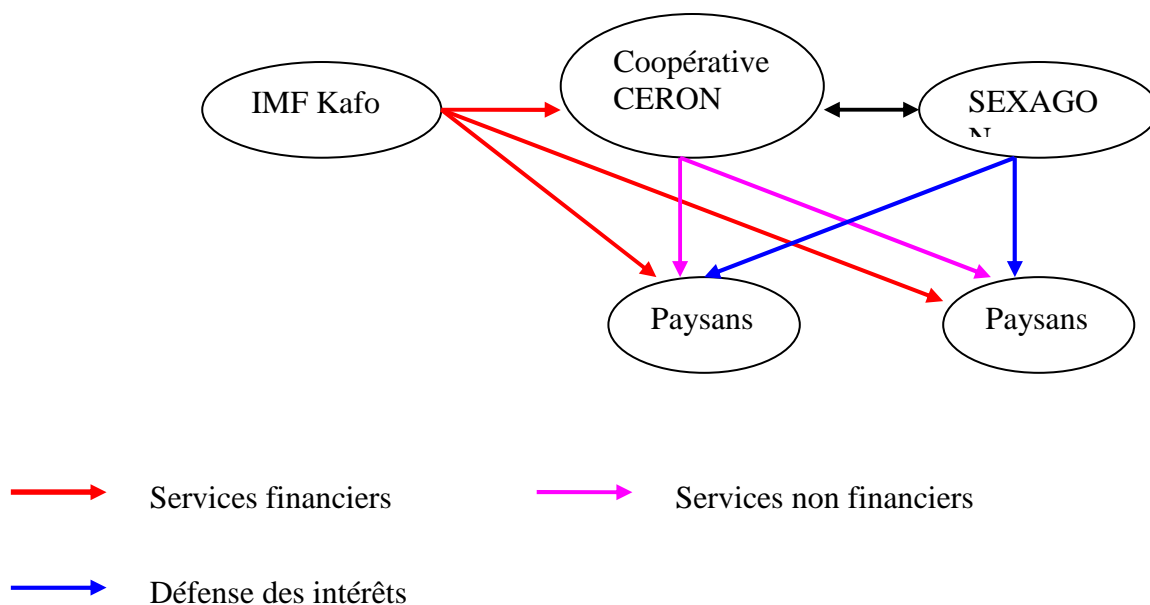 IMF Kafo
Coopérative
CERON
SEXAGO
N
Paysans
Paysans
Services financiers
Services non financiers
Défense des intérêts